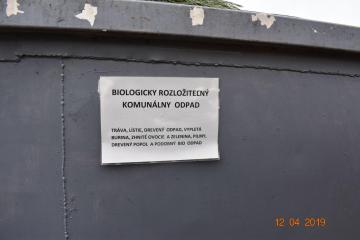 BIOLOGICKY ROZLOŽITEĽNÝ
KOMUNÁLNY ODPAD
TRÁVA, LÍSTIE, DREVENÝ ODPAD, VYPLETÁ
BURINA, ZHNITÉ OVOCIE A ZELENINA, PILINY,
DREVENÝ POPOL A PODOBNÝ BIO ODPAD
12 04 2019